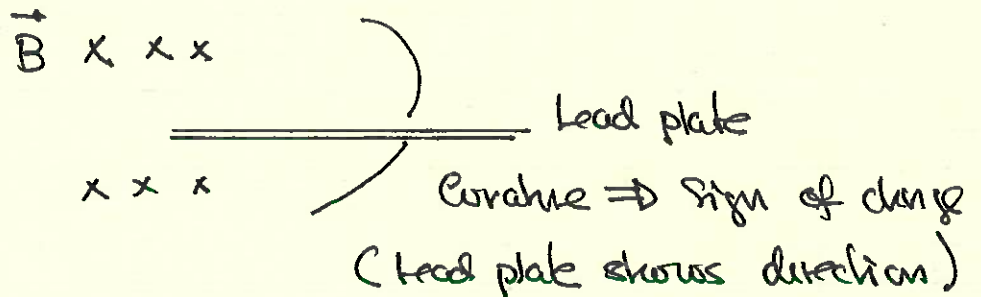 B⃗ x x x
Lead plate
x x x
Curvature ⇒ Sign of charge
(Lead plate shows direction)